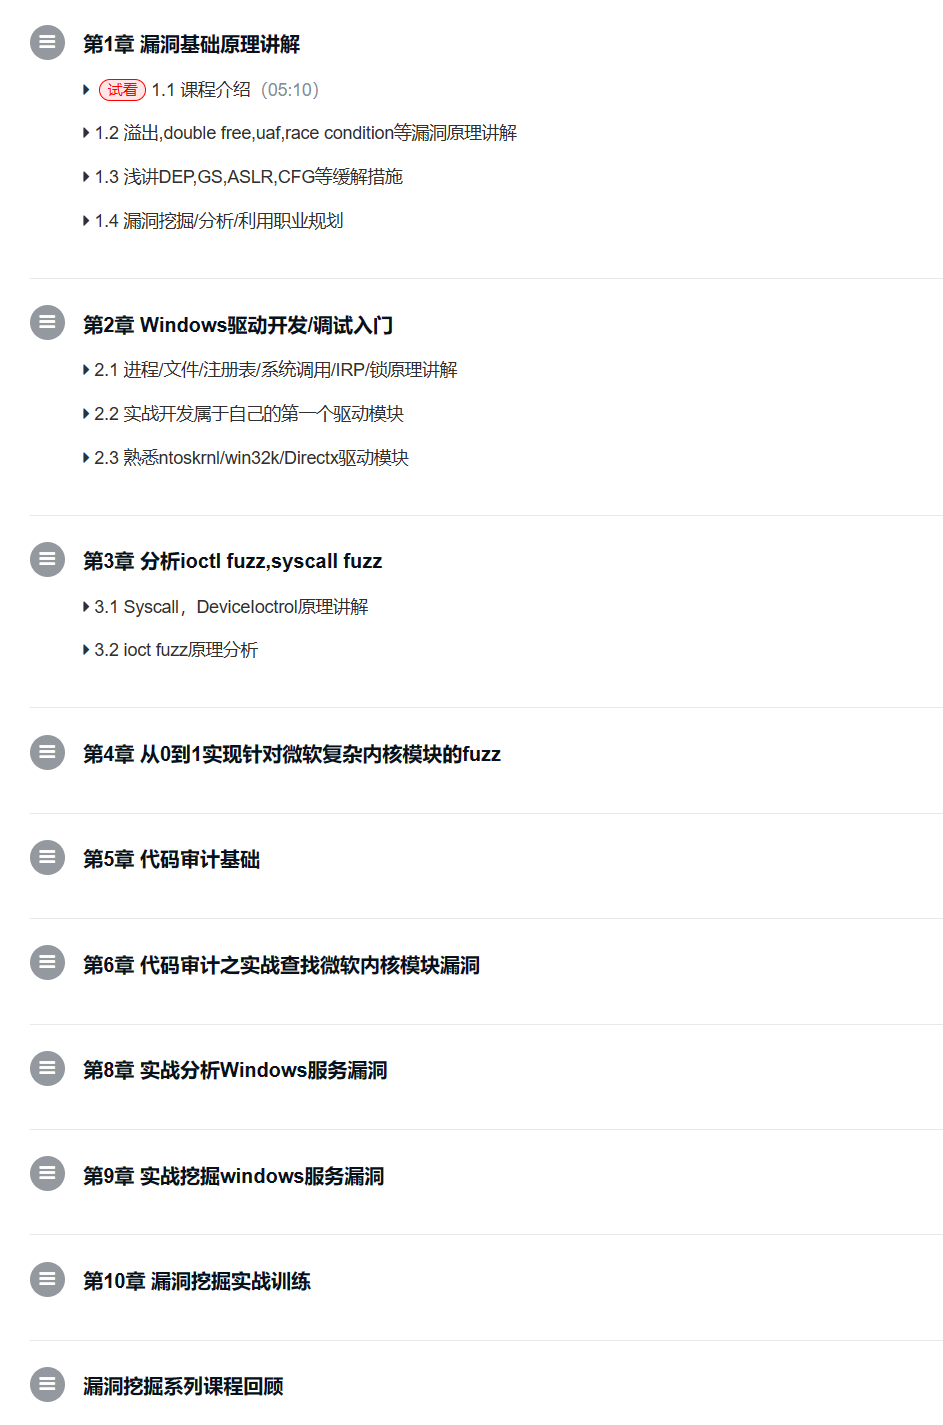 第1章 漏洞基础原理讲解
试看 1.1 课程介绍（05:10）
1.2 溢出,double free,uaf,race condition等漏洞原理讲解
1.3 浅讲DEP,GS,ASLR,CFG等缓解措施
1.4 漏洞挖掘/分析/利用职业规划
第2章 Windows驱动开发/调试入门
2.1 进程/文件/注册表/系统调用/IRP/锁原理讲解
2.2 实战开发属于自己的第一个驱动模块
2.3 熟悉ntoskrnl/win32k/Directx驱动模块
第3章 分析ioctl fuzz,syscall fuzz
3.1 Syscall，DeviceIoctrol原理讲解
3.2 ioct fuzz原理分析
第4章 从0到1实现针对微软复杂内核模块的fuzz
第5章 代码审计基础
第6章 代码审计之实战查找微软内核模块漏洞
第8章 实战分析Windows服务漏洞
第9章 实战挖掘windows服务漏洞
第10章 漏洞挖掘实战训练
漏洞挖掘系列课程回顾